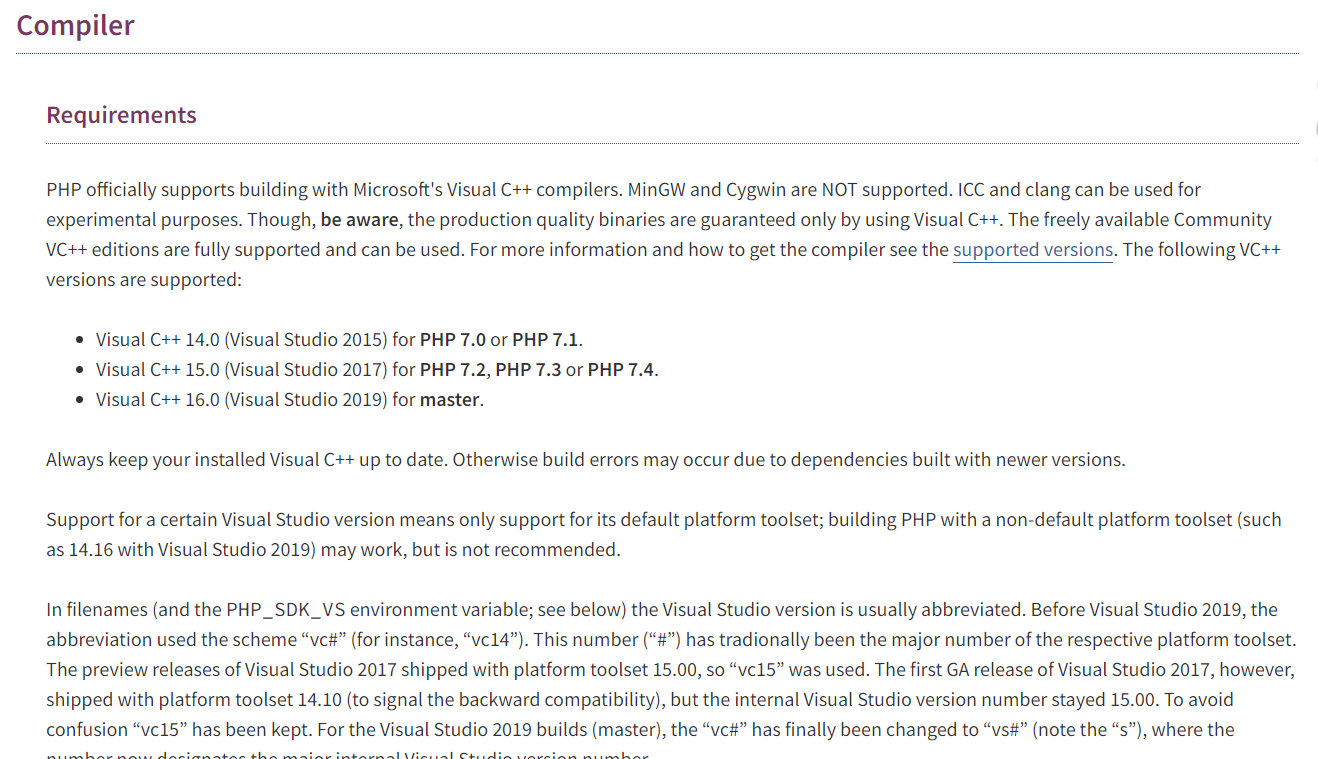 Compiler
Requirements
PHP officially supports building with Microsoft's Visual C++ compilers. MinGW and Cygwin are NOT supported. ICC and clang can be used for
experimental purposes. Though, be aware, the production quality binaries are guaranteed only by using Visual C++. The freely available Community
VC++ editions are fully supported and can be used. For more information and how to get the compiler see the supported versions. The following VC++
versions are supported:
• Visual C++ 14.0 (Visual Studio 2015) for PHP 7.0 or PHP 7.1.
• Visual C++ 15.0 (Visual Studio 2017) for PHP 7.2, PHP 7.3 or PHP 7.4.
• Visual C++ 16.0 (Visual Studio 2019) for master.
Always keep your installed Visual C++ up to date. Otherwise build errors may occur due to dependencies built with newer versions.
Support for a certain Visual Studio version means only support for its default platform toolset; building PHP with a non-default platform toolset (such
as 14.16 with Visual Studio 2019) may work, but is not recommended.
In filenames (and the PHP_SDK_VS environment variable; see below) the Visual Studio version is usually abbreviated. Before Visual Studio 2019, the
abbreviation used the scheme “vc#” (for instance, “vc14”). This number (“#”) has tradionally been the major number of the respective platform toolset.
The preview releases of Visual Studio 2017 shipped with platform toolset 15.00, so “vc15” was used. The first GA release of Visual Studio 2017, however,
shipped with platform toolset 14.10 (to signal the backward compatibility), but the internal Visual Studio version number stayed 15.00. To avoid
confusion “vc15” has been kept. For the Visual Studio 2019 builds (master), the “vc#” has finally been changed to “vs#” (note the “s”), where the
number now designates the major internal Visual Studio version number.